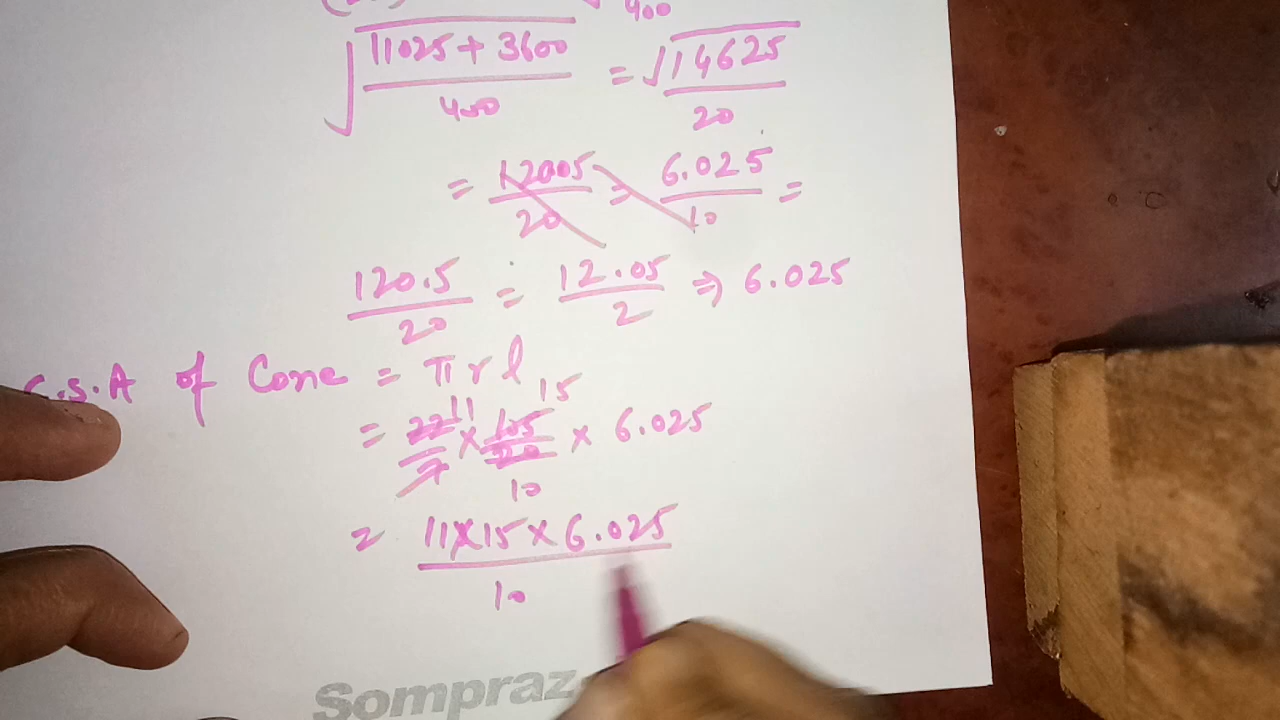 400
√(11025 + 3600)/400 = √14625/20
= 12005/20 = 6.025/10 =
120.5/20 = 12.05/2 ⇒ 6.025
C.S.A of Cone = π r l
= 22/7 11 × 105/20 15/10 × 6.025
= 11×15×6.025/10
Sompraz